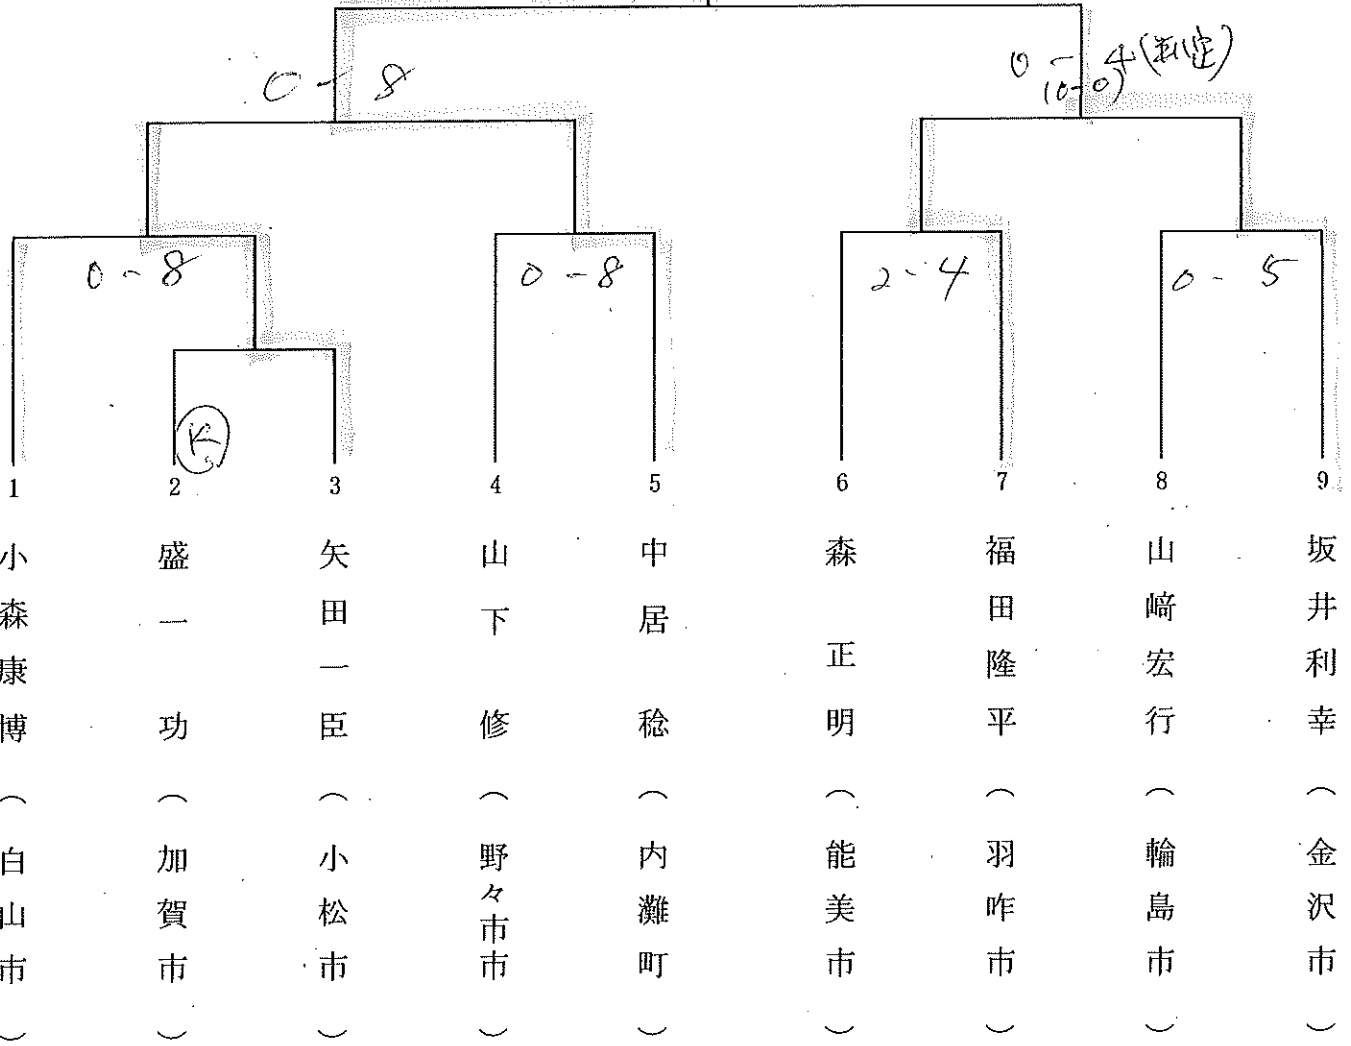 0 - 8
0 - 4(判定)
(0-0)
0 - 8
0 - 8
2 - 4
0 - 5
K
1
2
3
4
5
6
7
8
9
小森康博（白山市）
盛一 功（加賀市）
矢田一臣（小松市）
山下 修（野々市市）
中居 稔（内灘町）
森 正明（能美市）
福田隆平（羽咋市）
山﨑宏行（輪島市）
坂井利幸（金沢市）